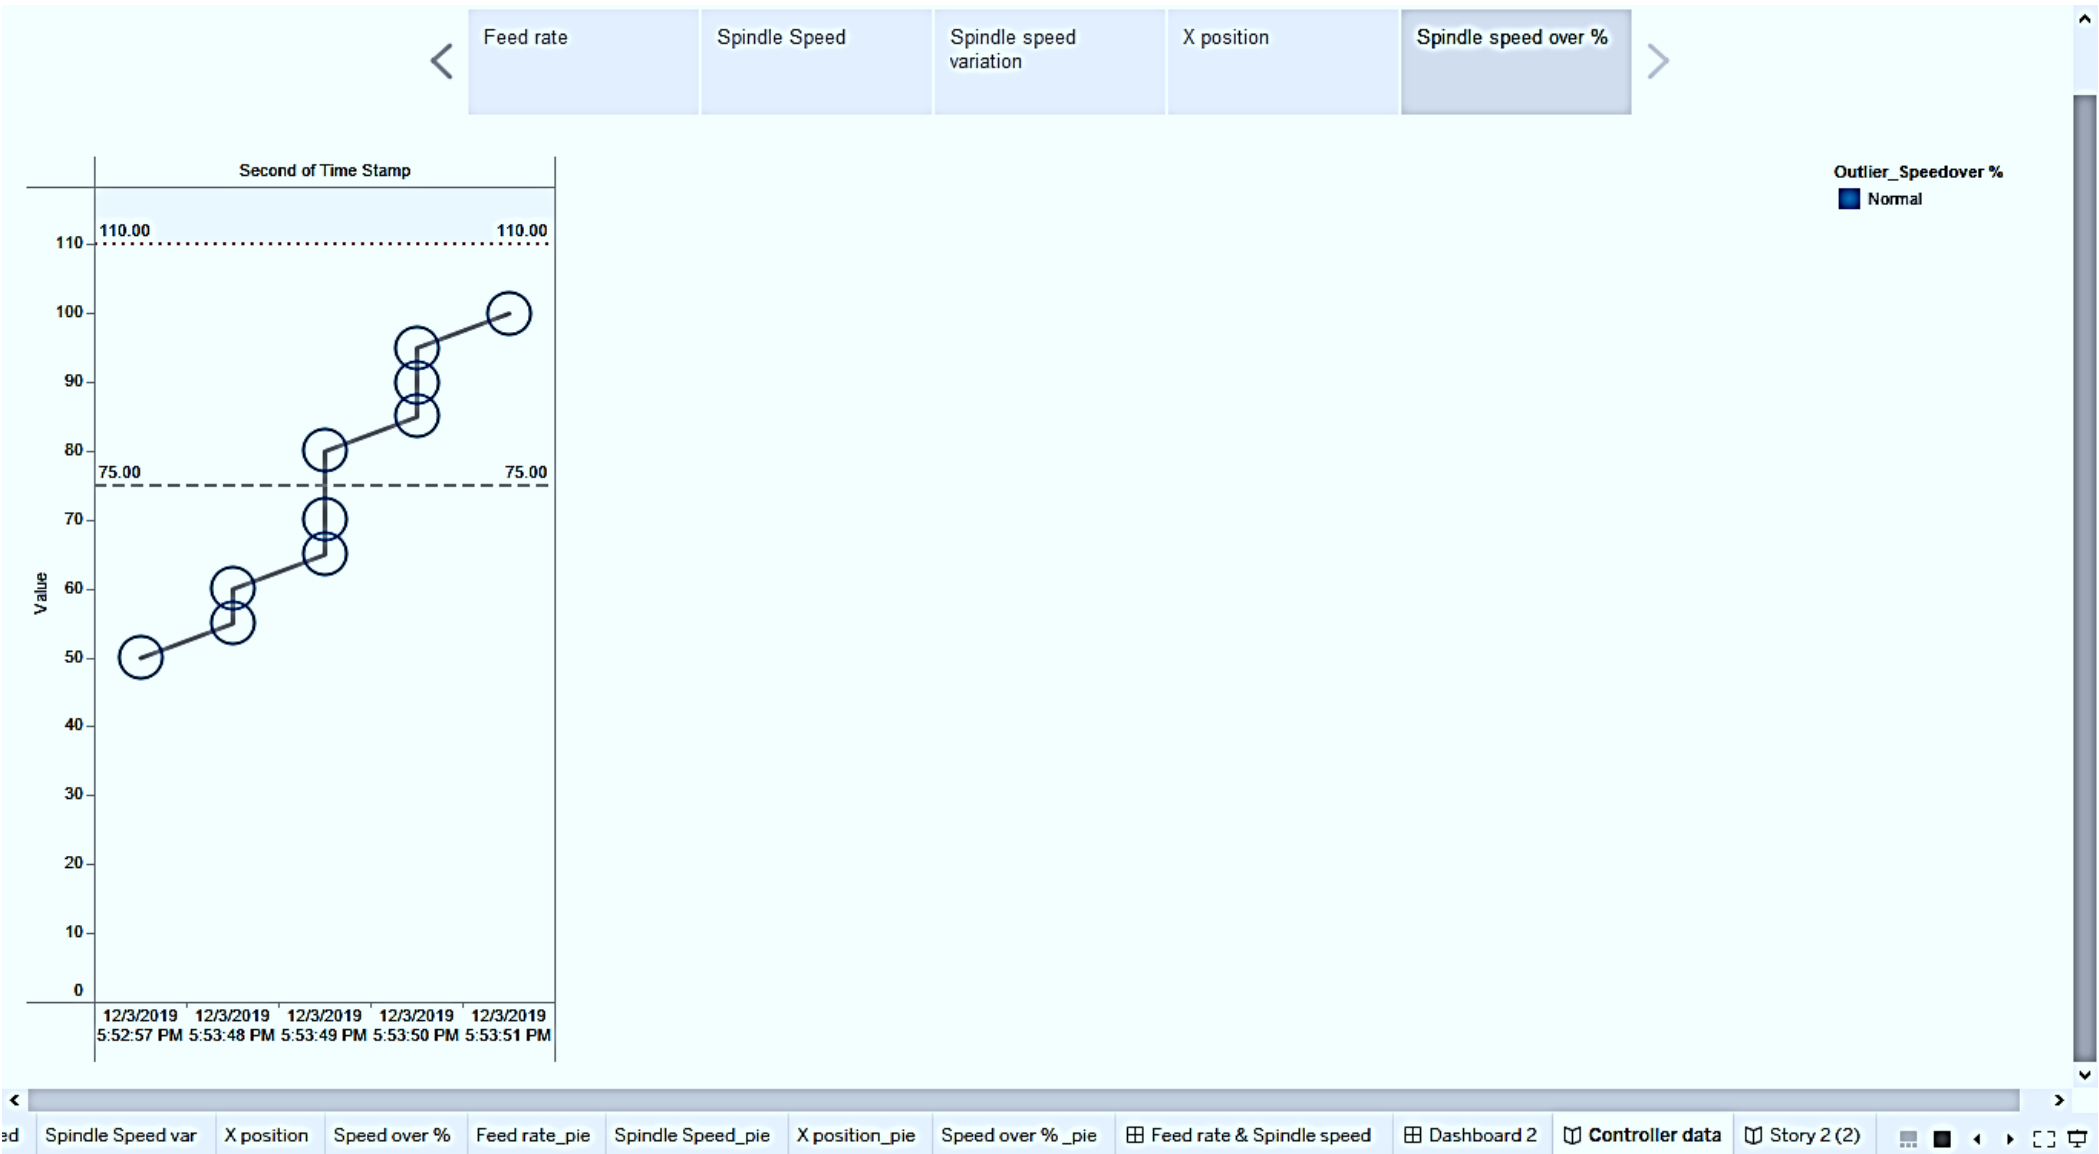 Feed rate
Spindle Speed
Spindle speed
variation
X position
Spindle speed over %
Second of Time Stamp
Outlier_Speedover %
Normal
110.00
110.00
110
100
90
80
75.00
75.00
70
60
50
40
30
20
10
0
Value
12/3/2019
5:52:57 PM
12/3/2019
5:53:48 PM
12/3/2019
5:53:49 PM
12/3/2019
5:53:50 PM
12/3/2019
5:53:51 PM
ed
Spindle Speed var
X position
Speed over %
Feed rate_pie
Spindle Speed_pie
X position_pie
Speed over % _pie
Feed rate & Spindle speed
Dashboard 2
Controller data
Story 2 (2)